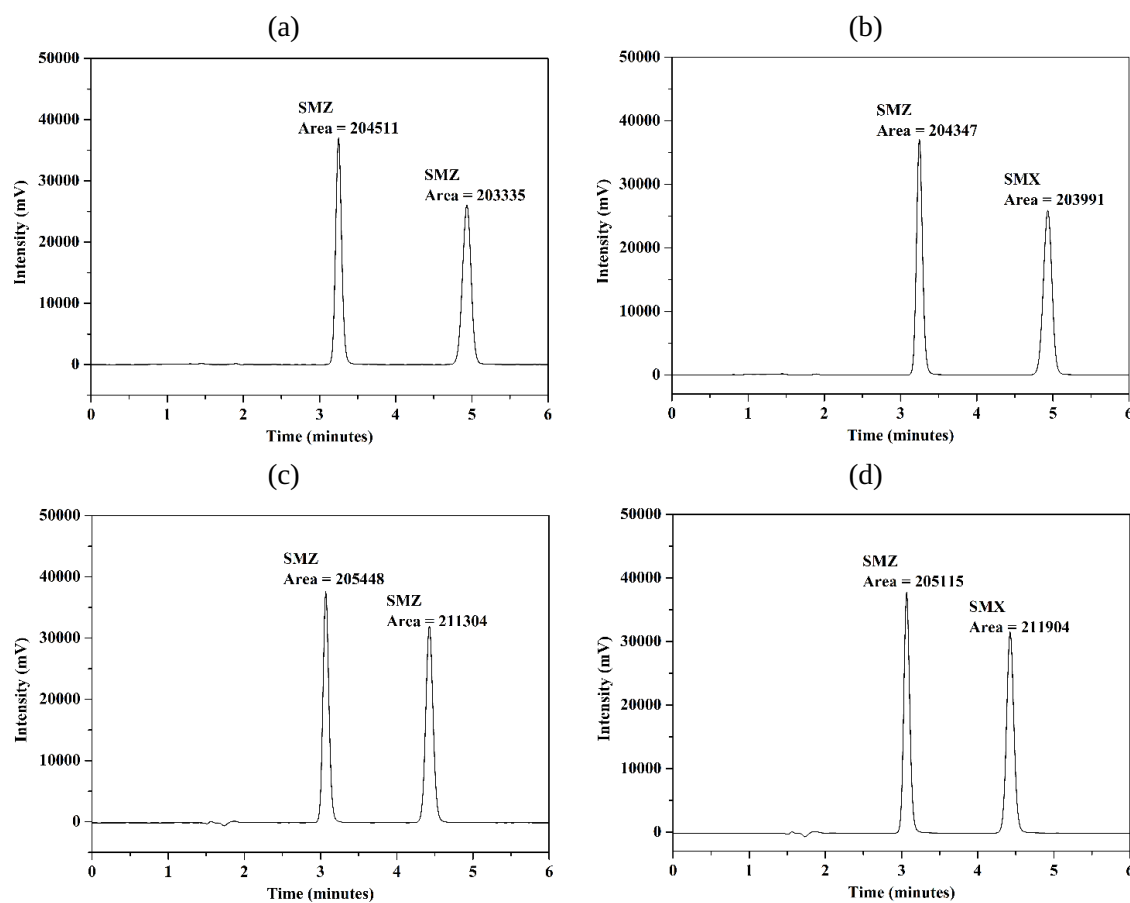 (a)
50000
40000
30000
20000
10000
0
Intensity (mV)
SMZ
Area = 204511
SMZ
Area = 203335
0 1 2 3 4 5 6
Time (minutes)
(b)
50000
40000
30000
20000
10000
0
Intensity (mV)
SMZ
Area = 204347
SMX
Area = 203991
0 1 2 3 4 5 6
Time (minutes)
(c)
50000
40000
30000
20000
10000
0
Intensity (mV)
SMZ
Area = 205448
SMZ
Area = 211304
0 1 2 3 4 5 6
Time (minutes)
(d)
50000
40000
30000
20000
10000
0
Intensity (mV)
SMZ
Area = 205115
SMX
Area = 211904
0 1 2 3 4 5 6
Time (minutes)